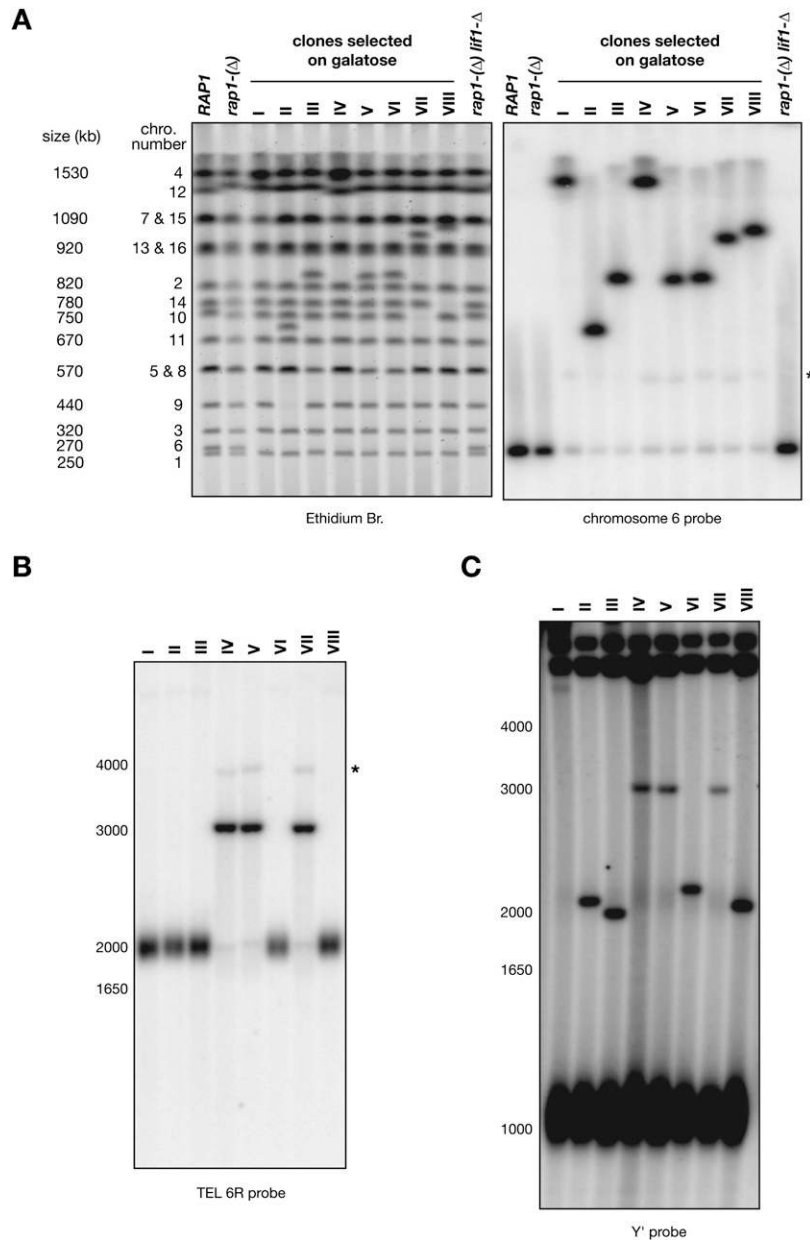 A
clones selected
on galatose
RAP1
rap1-(Δ)
I
II
III
IV
V
VI
VII
VIII
rap1-(Δ) lif1-Δ
clones selected
on galatose
RAP1
rap1-(Δ)
I
II
III
IV
V
VI
VII
VIII
rap1-(Δ) lif1-Δ
size (kb)
chro.
number
1530 4
12
1090 7 & 15
920 13 & 16
820 2
780 14
750 10
670 11
570 5 & 8
*
440 9
320 3
270 6
250 1
Ethidium Br.
chromosome 6 probe
B
I
II
III
IV
V
VI
VII
VIII
4000
*
3000
2000
1650
TEL 6R probe
C
I
II
III
IV
V
VI
VII
VIII
4000
3000
2000
1650
1000
Y' probe